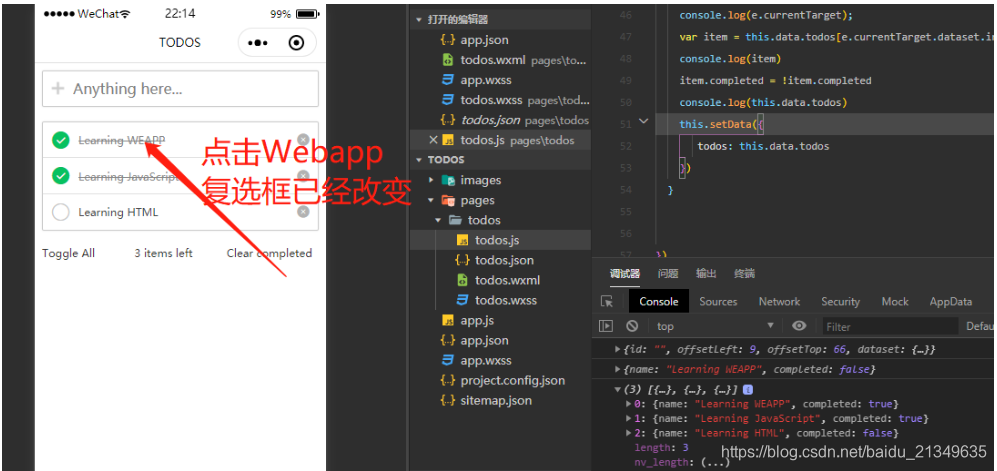 ●●●●● WeChat
22:14
99%
TODOS
+ Anything here...
Learning WEAPP
Learning JavaScript
Learning HTML
Toggle All
3 items left
Clear completed
点击Webapp
复选框已经改变
打开的编辑器
{..} app.json
todos.wxml pages\to...
app.wxss
todos.wxss pages\tod...
{..} todos.json pages\todos
JS todos.js pages\todos
TODOS
images
pages
todos
JS todos.js
{..} todos.json
todos.wxml
todos.wxss
JS app.js
{..} app.json
app.wxss
{..} project.config.json
{..} sitemap.json
46 console.log(e.currentTarget);
47 var item = this.data.todos[e.currentTarget.dataset.in
48 console.log(item)
49 item.completed = !item.completed
50 console.log(this.data.todos)
51 this.setData({
52 todos: this.data.todos
53 })
54 }
55
56
57 })
调试器 问题 输出 终端
Console Sources Network Security Mock AppData
top Filter Defau
{id: "", offsetLeft: 9, offsetTop: 66, dataset: {…}}
{name: "Learning WEAPP", completed: false}
(3) [{…}, {…}, {…}] i
0: {name: "Learning WEAPP", completed: true}
1: {name: "Learning JavaScript", completed: true}
2: {name: "Learning HTML", completed: false}
length: 3
nv_length: (...)
https://blog.csdn.net/baidu_21349635